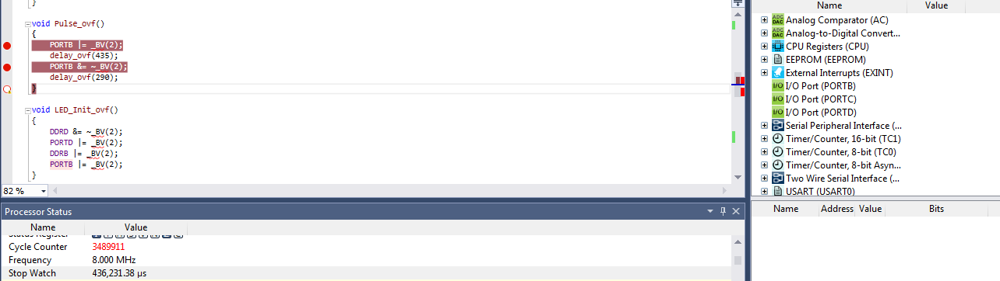 }
void Pulse_ovf()
{
PORTB |= _BV(2);
delay_ovf(435);
PORTB &= ~_BV(2);
delay_ovf(290);
}
void LED_Init_ovf()
{
DDRD &= ~_BV(2);
PORTD |= _BV(2);
DDRB |= _BV(2);
PORTB |= _BV(2);
}
82 %
Processor Status
Name Value
Status Register
Cycle Counter 3489911
Frequency 8.000 MHz
Stop Watch 436,231.38 µs
Name Value
ADC DAC Analog Comparator (AC)
ADC DAC Analog-to-Digital Convert...
CPU Registers (CPU)
EEPROM (EEPROM)
External Interrupts (EXINT)
I/O I/O Port (PORTB)
I/O I/O Port (PORTC)
I/O I/O Port (PORTD)
Serial Peripheral Interface (...
Timer/Counter, 16-bit (TC1)
Timer/Counter, 8-bit (TC0)
Timer/Counter, 8-bit Asyn...
Two Wire Serial Interface (...
USART (USART0)
Name Address Value Bits